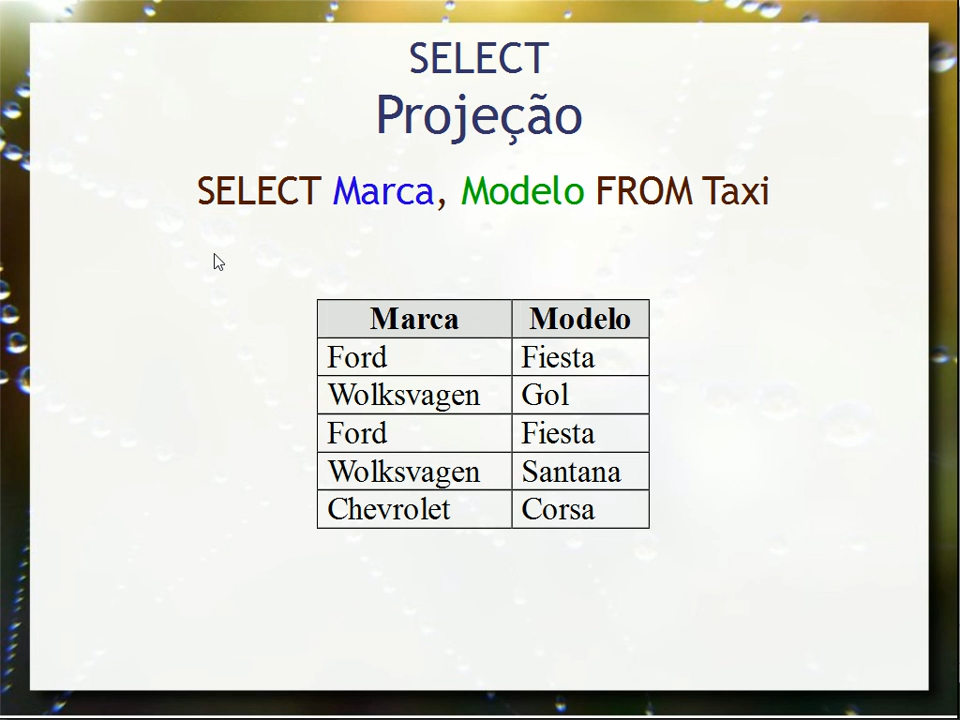 SELECT
Projeção
SELECT Marca, Modelo FROM Taxi
Marca Modelo
Ford Fiesta
Wolksvagen Gol
Ford Fiesta
Wolksvagen Santana
Chevrolet Corsa